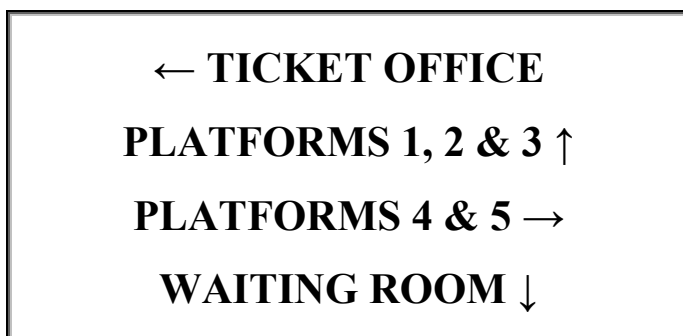 ← TICKET OFFICE
PLATFORMS 1, 2 & 3 ↑
PLATFORMS 4 & 5 →
WAITING ROOM ↓